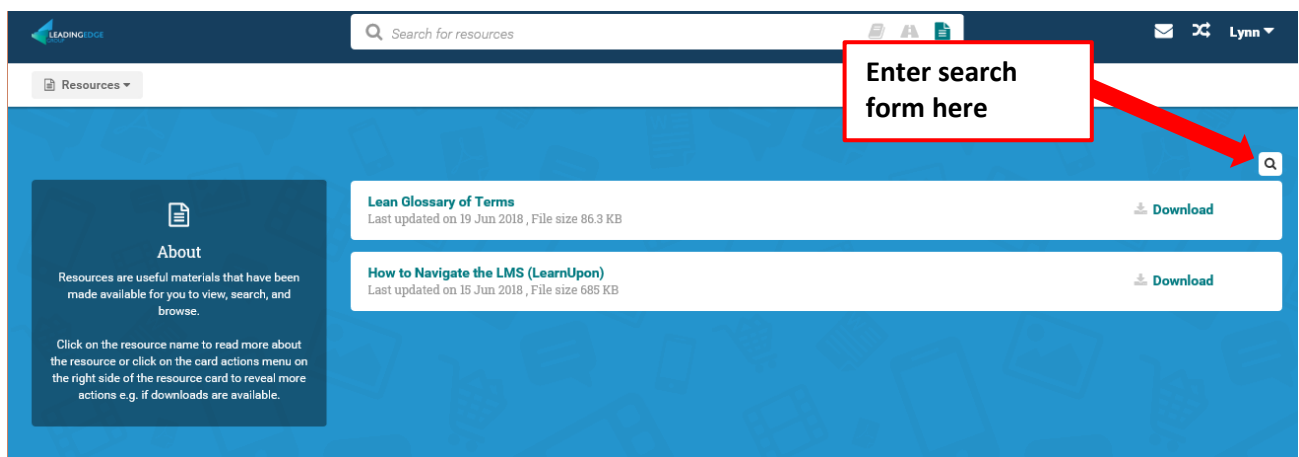 LEADINGEDGE
GROUP
Search for resources
Lynn
Resources
Enter search
form here
Lean Glossary of Terms
Last updated on 19 Jun 2018 , File size 86.3 KB
Download
About
Resources are useful materials that have been
made available for you to view, search, and
browse.
Click on the resource name to read more about
the resource or click on the card actions menu on
the right side of the resource card to reveal more
actions e.g. if downloads are available.
How to Navigate the LMS (LearnUpon)
Last updated on 15 Jun 2018 , File size 685 KB
Download